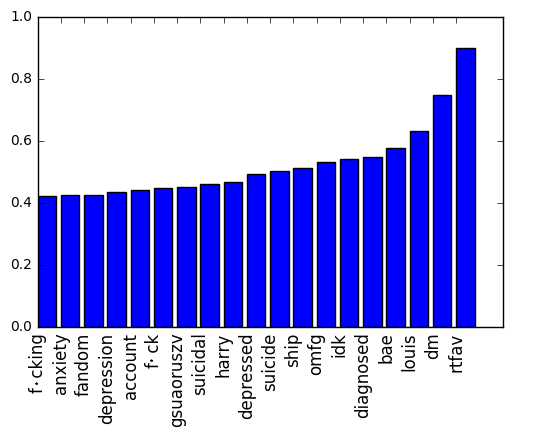 1.0
0.8
0.6
0.4
0.2
0.0
f·cking
anxiety
fandom
depression
account
f·ck
gsuaoruszv
suicidal
harry
depressed
suicide
ship
omfg
idk
diagnosed
bae
louis
dm
rtfav